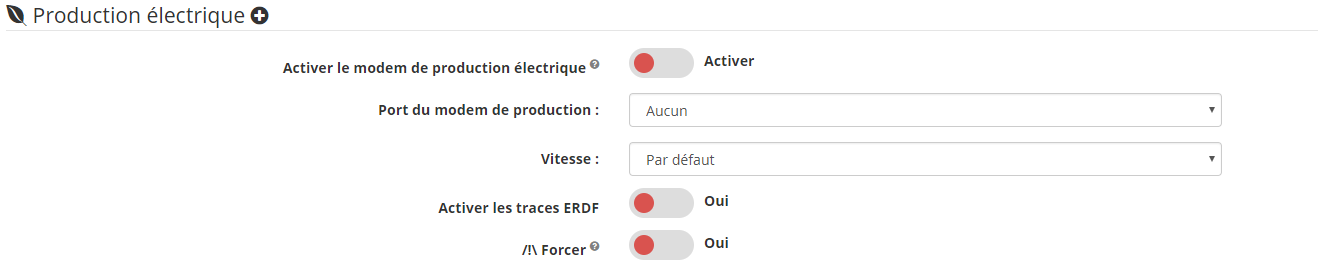 Production électrique
Activer le modem de production électrique ? Activer
Port du modem de production : Aucun
Vitesse : Par défaut
Activer les traces ERDF Oui
/!\ Forcer ? Oui